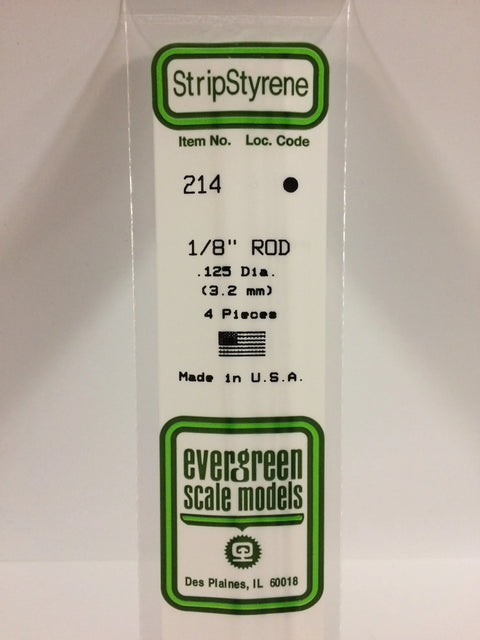 StripStyrene
Item No. Loc. Code
214
1/8" ROD
.125 Dia.
(3.2 mm)
4 Pieces
Made in U.S.A.
evergreen
scale models
Des Plaines, IL 60018